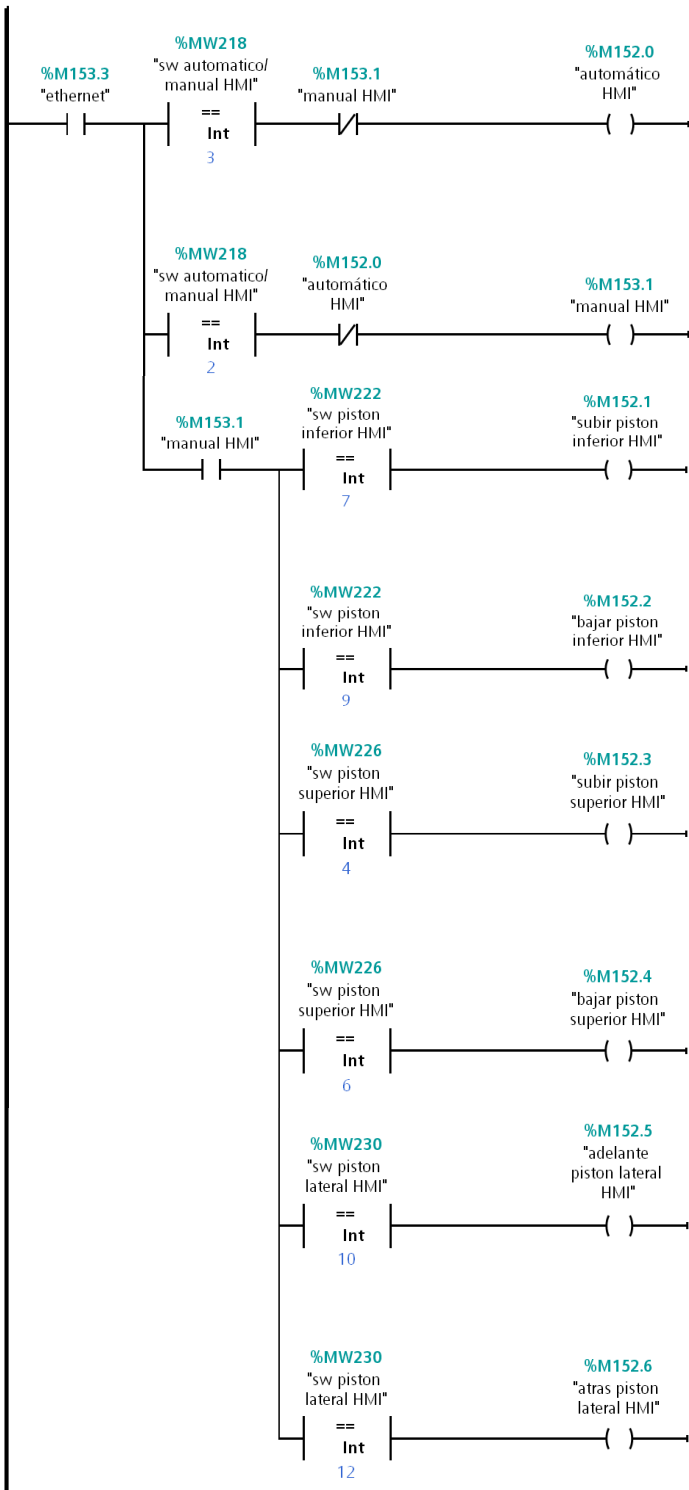 %M153.3
"ethernet"
%MW218
"sw automatico/
manual HMI"
==
Int
3
%M153.1
"manual HMI"
%M152.0
"automático
HMI"
%MW218
"sw automatico/
manual HMI"
==
Int
2
%M152.0
"automático
HMI"
%M153.1
"manual HMI"
%M153.1
"manual HMI"
%MW222
"sw piston
inferior HMI"
==
Int
7
%M152.1
"subir piston
inferior HMI"
%MW222
"sw piston
inferior HMI"
==
Int
9
%M152.2
"bajar piston
inferior HMI"
%MW226
"sw piston
superior HMI"
==
Int
4
%M152.3
"subir piston
superior HMI"
%MW226
"sw piston
superior HMI"
==
Int
6
%M152.4
"bajar piston
superior HMI"
%MW230
"sw piston
lateral HMI"
==
Int
10
%M152.5
"adelante
piston lateral
HMI"
%MW230
"sw piston
lateral HMI"
==
Int
12
%M152.6
"atras piston
lateral HMI"